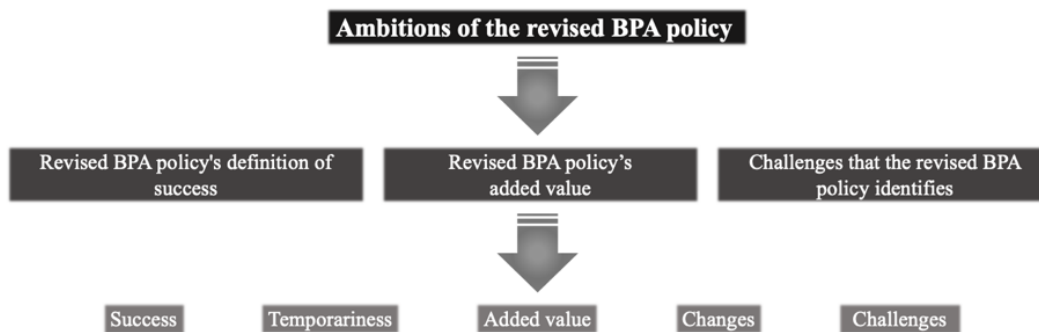 Ambitions of the revised BPA policy
Revised BPA policy's definition of
success
Revised BPA policy’s
added value
Challenges that the revised BPA
policy identifies
Success
Temporariness
Added value
Changes
Challenges